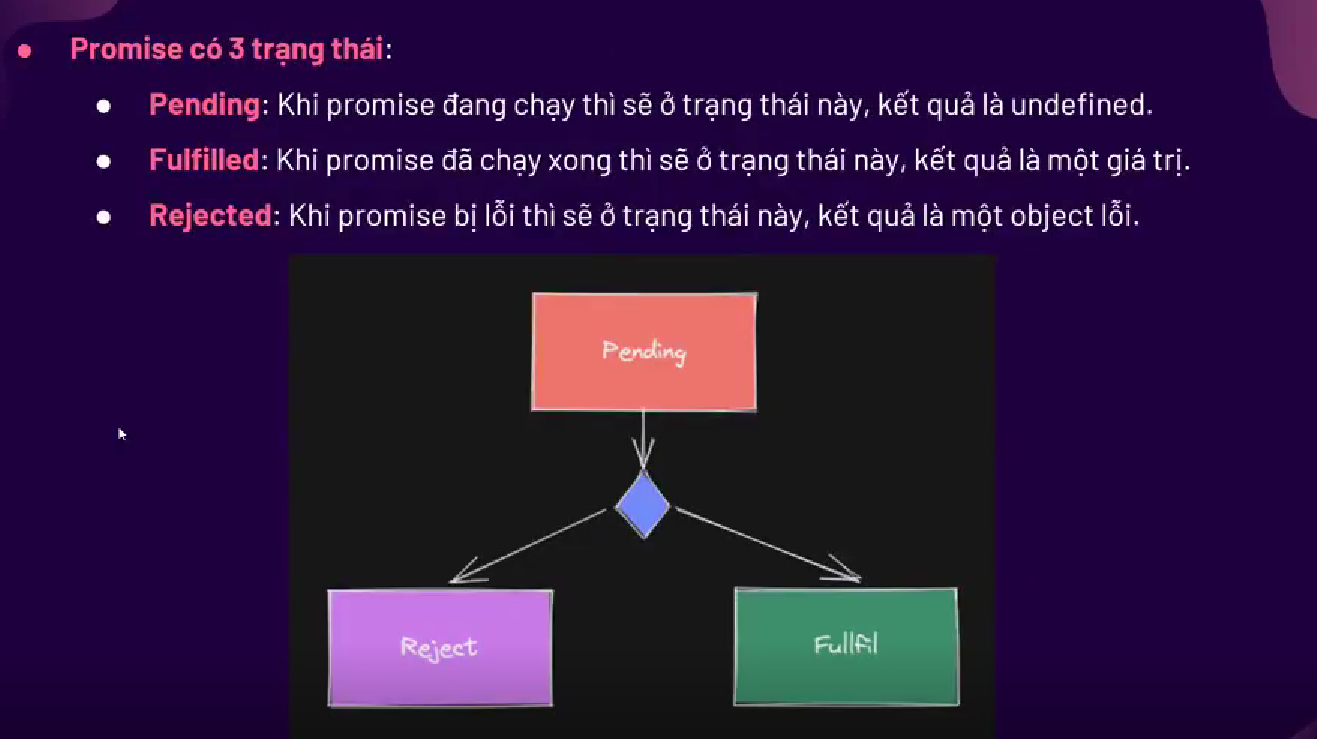 Promise có 3 trạng thái:
Pending: Khi promise đang chạy thì sẽ ở trạng thái này, kết quả là undefined.
Fulfilled: Khi promise đã chạy xong thì sẽ ở trạng thái này, kết quả là một giá trị.
Rejected: Khi promise bị lỗi thì sẽ ở trạng thái này, kết quả là một object lỗi.
Pending
Reject
Fullfil